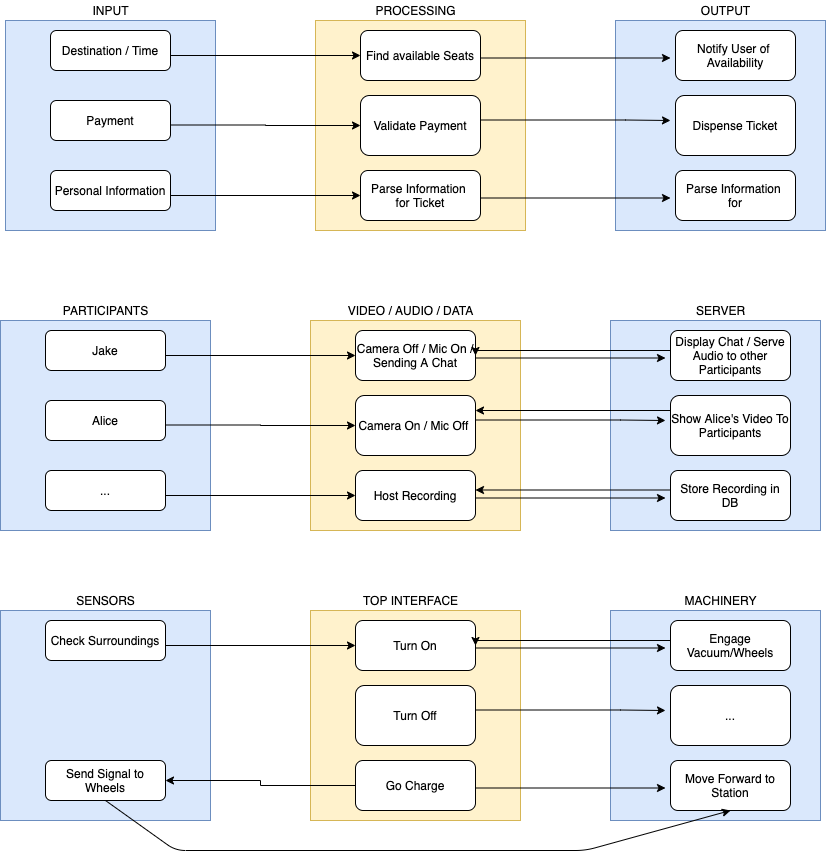 INPUT
PROCESSING
OUTPUT
Destination / Time
Find available Seats
Notify User of
Availability
Payment
Validate Payment
Dispense Ticket
Personal Information
Parse Information
for Ticket
Parse Information
for
PARTICIPANTS
VIDEO / AUDIO / DATA
SERVER
Jake
Camera Off / Mic On /
Sending A Chat
Display Chat / Serve
Audio to other
Participants
Alice
Camera On / Mic Off
Show Alice's Video To
Participants
...
Host Recording
Store Recording in
DB
SENSORS
TOP INTERFACE
MACHINERY
Check Surroundings
Turn On
Engage
Vacuum/Wheels
Turn Off
...
Send Signal to
Wheels
Go Charge
Move Forward to
Station